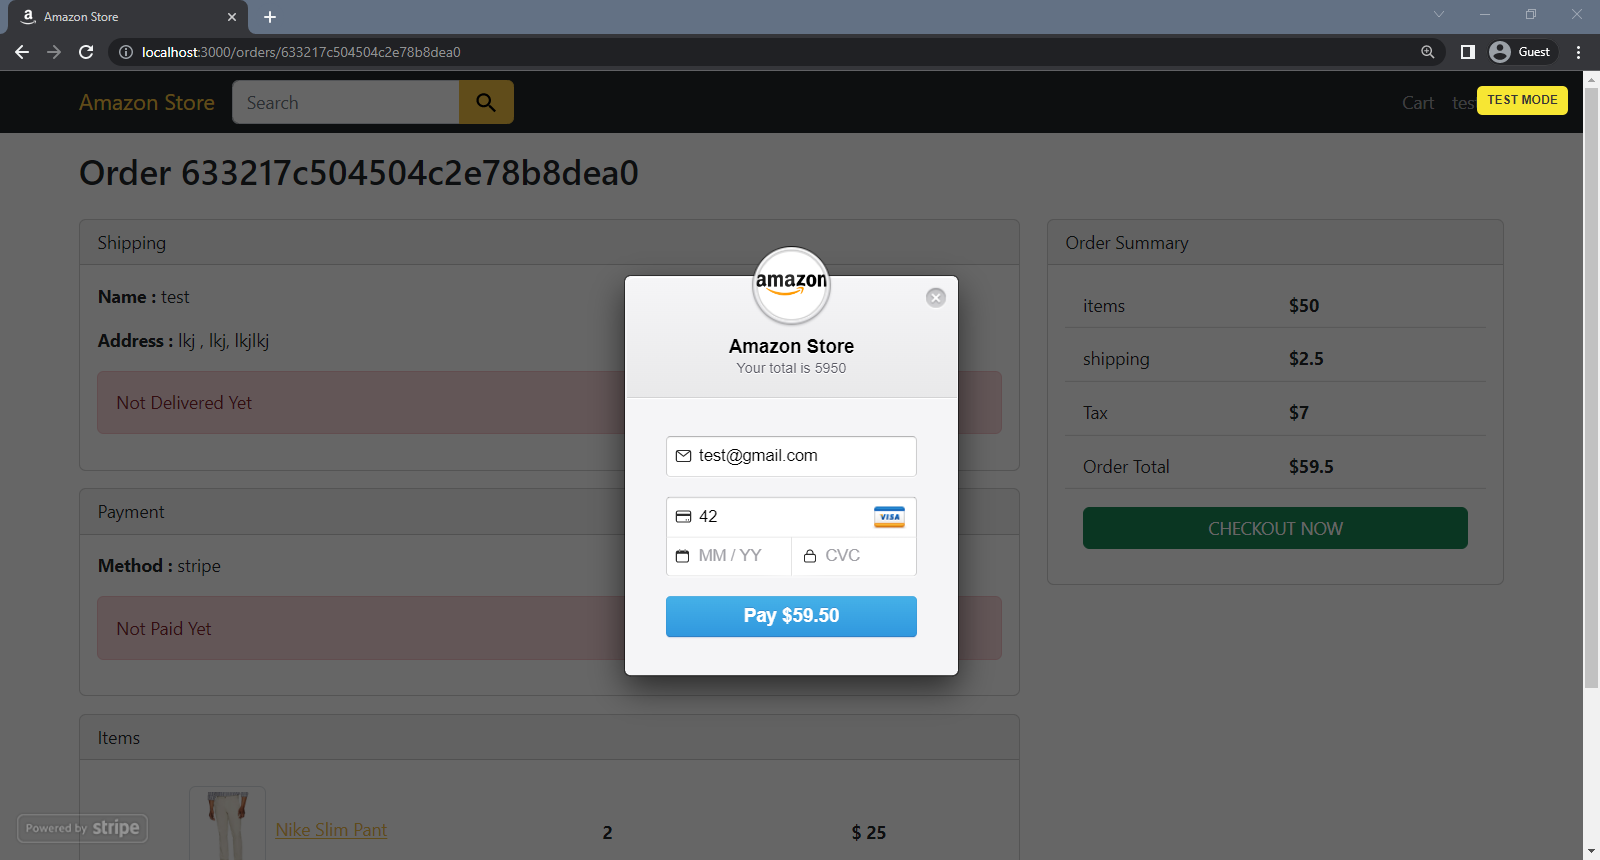 Amazon Store
localhost:3000/orders/633217c504504c2e78b8dea0
Guest
Amazon Store
Search
Cart
tes
TEST MODE
Order 633217c504504c2e78b8dea0
Shipping
Name : test
Address : lkj , lkj, lkjlkj
Not Delivered Yet
Payment
Method : stripe
Not Paid Yet
Items
Nike Slim Pant
2
$ 25
amazon
Amazon Store
Your total is 5950
test@gmail.com
42
VISA
MM / YY
CVC
Pay $59.50
Order Summary
items $50
shipping $2.5
Tax $7
Order Total $59.5
CHECKOUT NOW
Powered by stripe